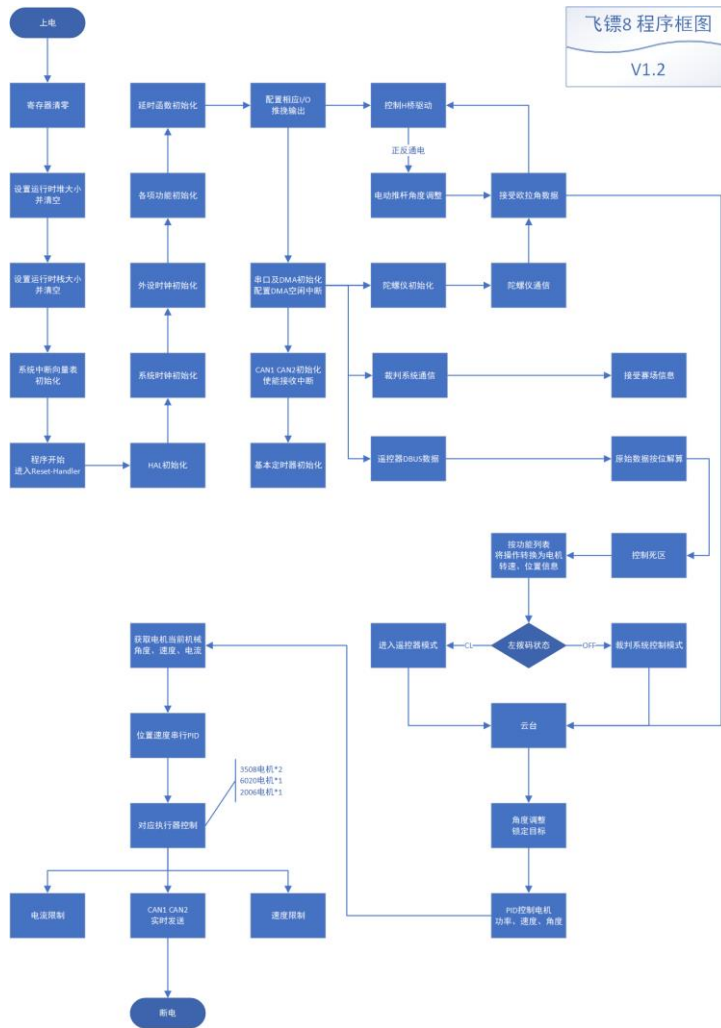 飞镖8 程序框图
V1.2
上电
寄存器清零
设置运行时堆大小
并清空
设置运行时栈大小
并清空
系统中断向量表
初始化
程序开始
进入Reset-Handler
HAL初始化
系统时钟初始化
外设时钟初始化
各项功能初始化
延时函数初始化
配置相应I/O
推挽输出
控制H桥驱动
正反通电
电动推杆角度调整
接受欧拉角数据
串口及DMA初始化
配置DMA空闲中断
陀螺仪初始化
陀螺仪通信
CAN1 CAN2初始化
使能接收中断
基本定时器初始化
裁判系统通信
接受赛场信息
遥控器DBUS数据
原始数据按位解算
控制死区
按功能列表
将操作转换为电机
转速、位置信息
左拨码状态
CL
OFF
进入遥控器模式
裁判系统控制模式
云台
角度调整
锁定目标
PID控制电机
功率、速度、角度
获取电机当前机械
角度、速度、电流
位置速度串行PID
3508电机*2
6020电机*1
2006电机*1
对应执行器控制
电流限制
CAN1 CAN2
实时发送
速度限制
断电